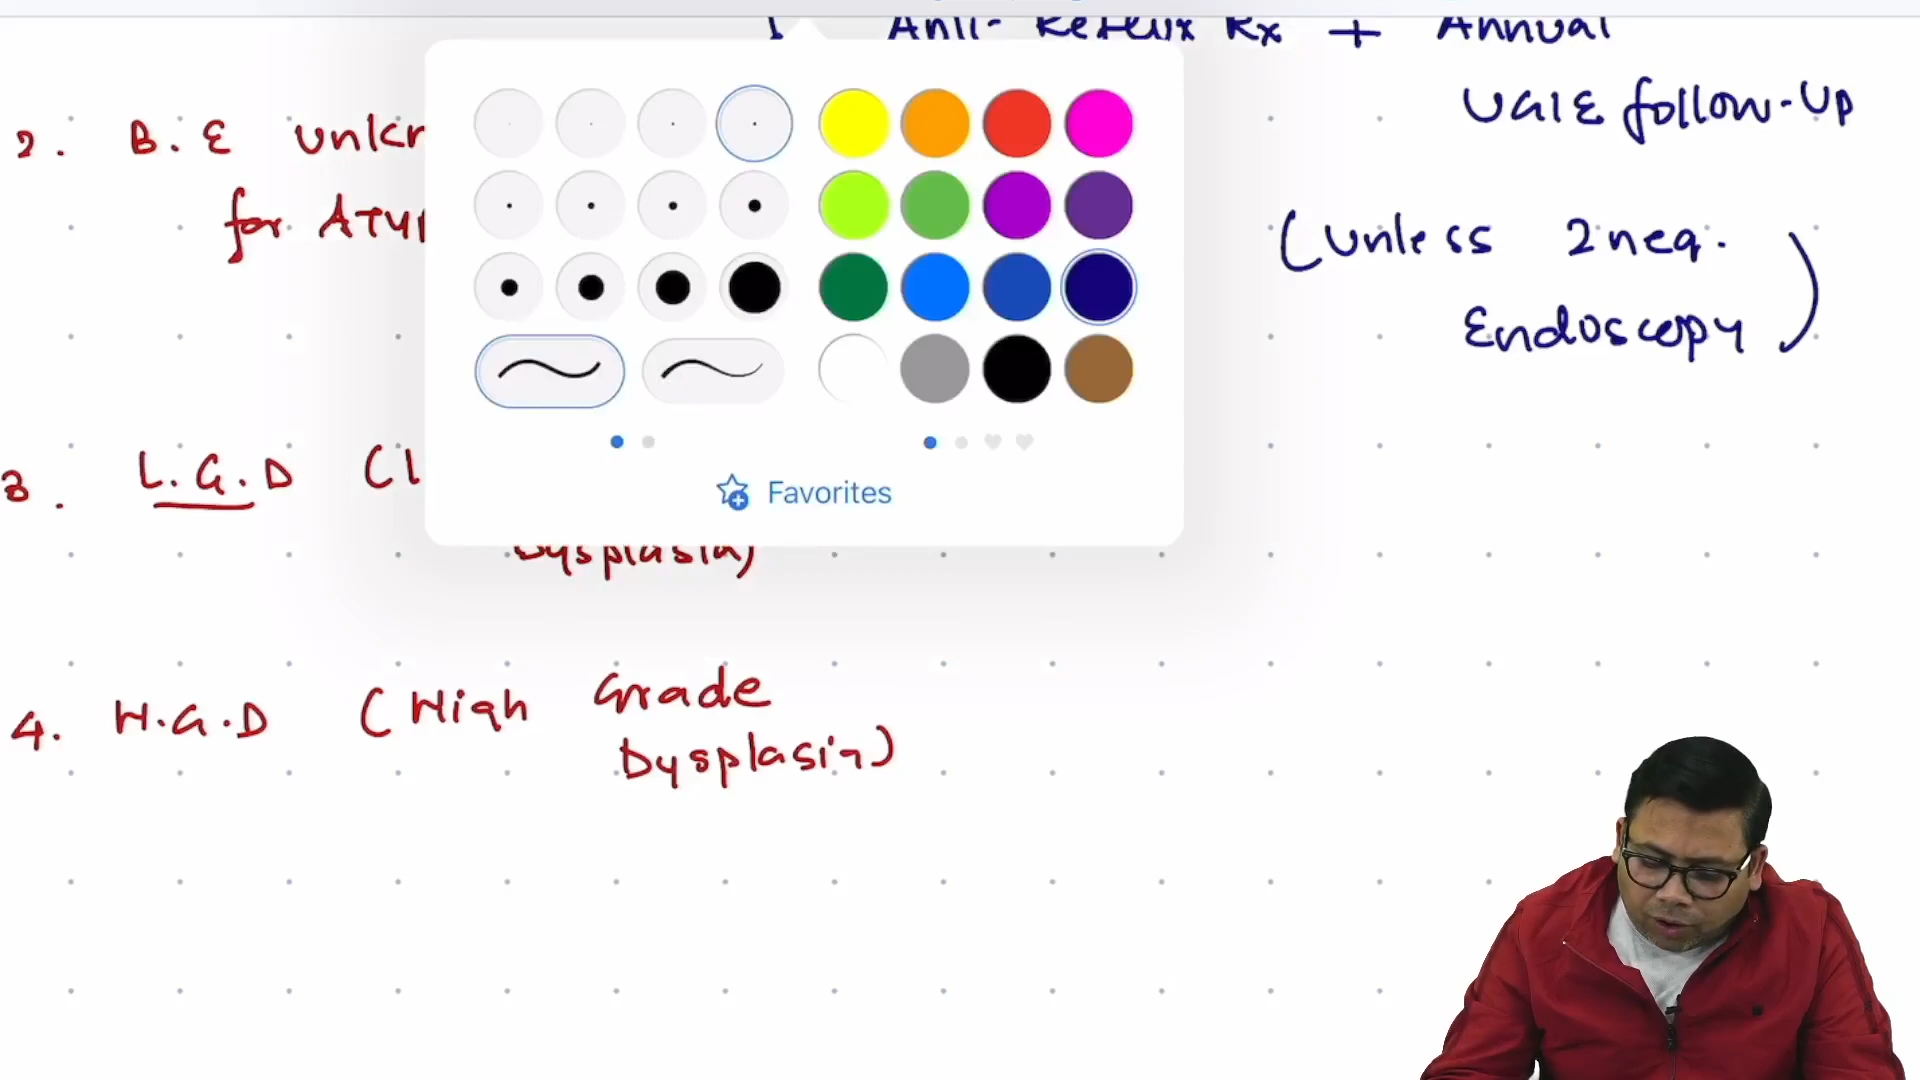 Anti-Reflux Rx + Annual
UGIE follow-up
2. B.E unkn
for ATYP
(unless 2 neg.
Endoscopy)
3. L.G.D (L
Dysplasia)
Favorites
4. H.G.D (High Grade
Dysplasia)